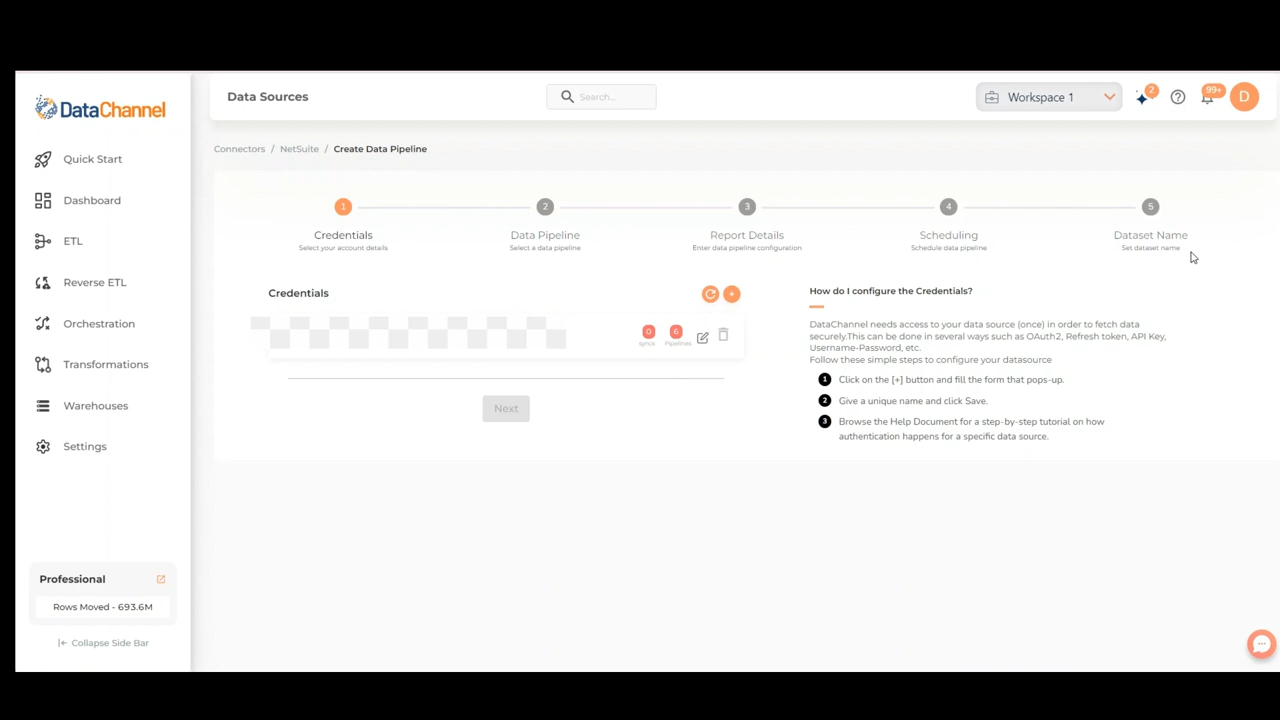 DataChannel
Data Sources
Search...
Workspace 1
2
99+
D
Quick Start
Dashboard
ETL
Reverse ETL
Orchestration
Transformations
Warehouses
Settings
Professional
Rows Moved - 693.6M
Collapse Side Bar
Connectors / NetSuite / Create Data Pipeline
1
Credentials
Select your account details
2
Data Pipeline
Select a data pipeline
3
Report Details
Enter data pipeline configuration
4
Scheduling
Schedule data pipeline
5
Dataset Name
Set dataset name
Credentials
0
syncs
6
Pipelines
Next
How do I configure the Credentials?
DataChannel needs access to your data source (once) in order to fetch data
securely.This can be done in several ways such as OAuth2, Refresh token, API Key,
Username-Password, etc.
Follow these simple steps to configure your datasource
1 Click on the [+] button and fill the form that pops-up.
2 Give a unique name and click Save.
3 Browse the Help Document for a step-by-step tutorial on how
authentication happens for a specific data source.